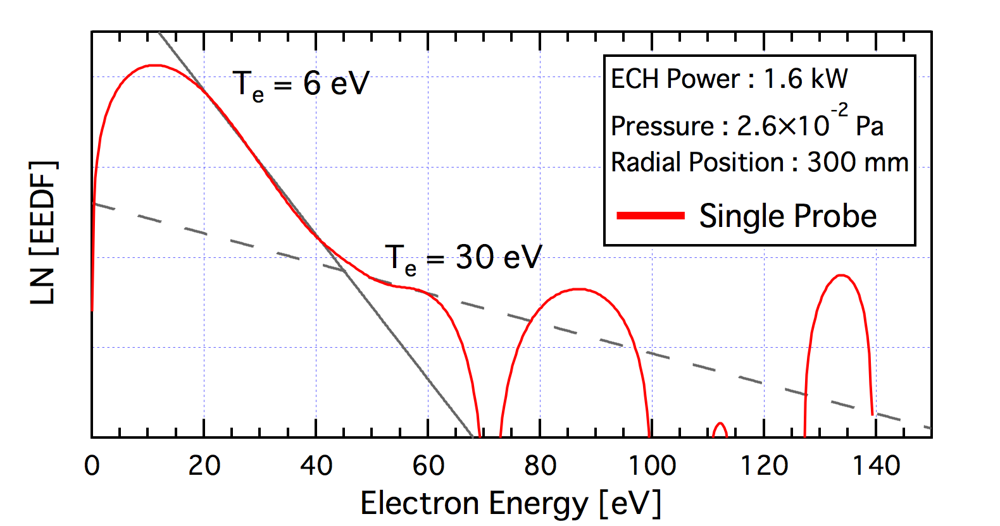 LN [EEDF]
Tₑ = 6 eV
Tₑ = 30 eV
ECH Power : 1.6 kW
Pressure : 2.6×10⁻² Pa
Radial Position : 300 mm
Single Probe
0 20 40 60 80 100 120 140
Electron Energy [eV]